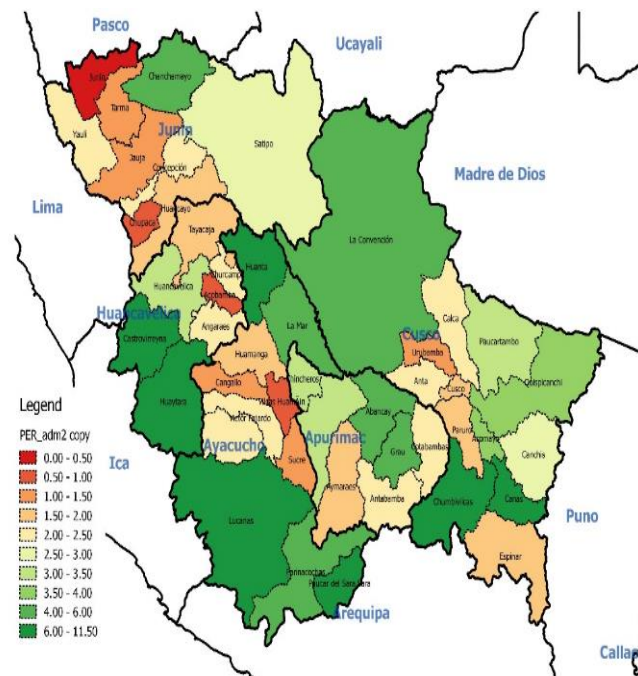 Pasco
Ucayali
Junín
Chanchamayo
Tarma
Junín
Yauli
Satipo
Jauja
Concepción
Madre de Dios
Lima
Huancayo
Chupaca
Tayacaja
La Convención
Huanta
Churcampa
Huancavelica
Acobamba
Calca
Huancavelica
La Mar
Angaraes
Cusco
Paucartambo
Castrovirreyna
Urubamba
Huamanga
Anta
Cusco
Quispicanchi
Chincheros
Cangallo
Huaytara
Vilcas Huamán
Abancay
Paruro
Acomayo
Legend
PER_adm2 copy
Victor Fajardo
Ayacucho
Apurimac
Grau
Cotabambas
Canchis
0.00 - 0.50
0.50 - 1.00
Ica
Sucre
Aymaraes
Antabamba
Chumbivilcas
Canas
Puno
1.00 - 1.50
1.50 - 2.00
Lucanas
2.00 - 2.50
Espinar
2.50 - 3.00
Parinacochas
3.00 - 3.50
Paucar del Sara Sara
3.50 - 4.00
Arequipa
4.00 - 6.00
6.00 - 11.50
Callao